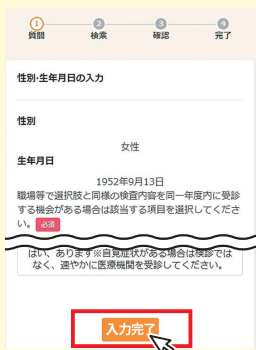 1 2 3 4
質問 検索 確認 完了
性別・生年月日の入力
性別
女性
生年月日
1952年9月13日
職場等で選択肢と同様の検査内容を同一年度内に受診
する機会がある場合は該当する項目を選択してくださ
い。 必須
はい、あります※自覚症状がある場合は検診では
なく、速やかに医療機関を受診してください。
入力完了